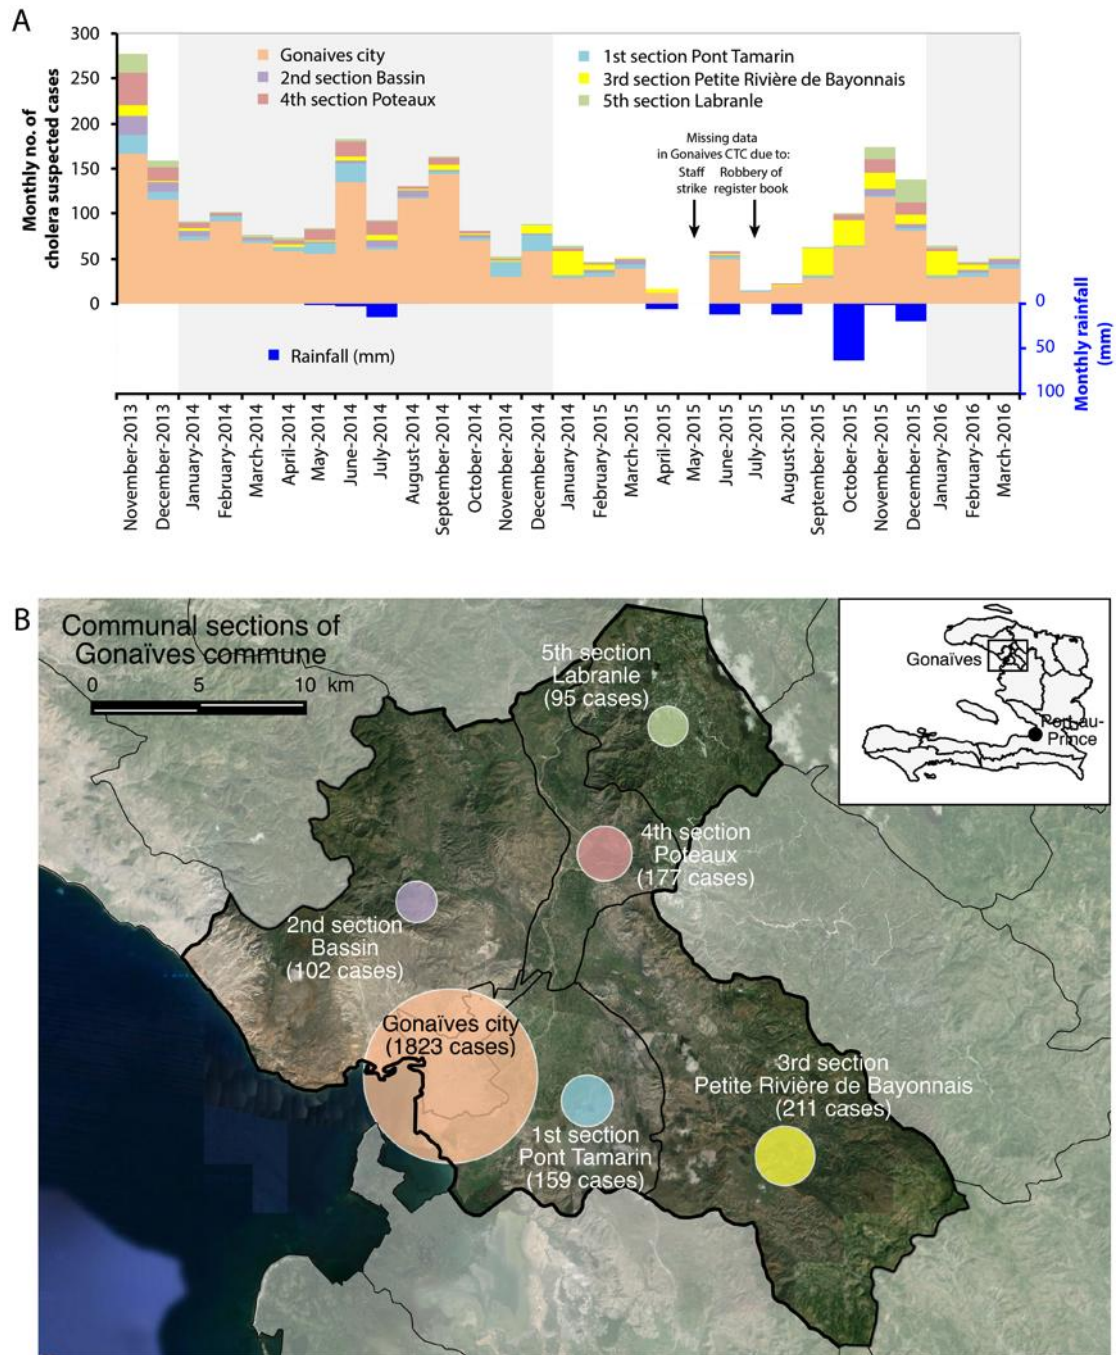 A
300
250
200
150
100
50
0
Monthly no. of
cholera suspected cases
Gonaives city
2nd section Bassin
4th section Poteaux
1st section Pont Tamarin
3rd section Petite Rivière de Bayonnais
5th section Labranle
Missing data
in Gonaives CTC due to:
Staff
strike
Robbery of
register book
Rainfall (mm)
0
50
100
Monthly rainfall
(mm)
November-2013
December-2013
January-2014
February-2014
March-2014
April-2014
May-2014
June-2014
July-2014
August-2014
September-2014
October-2014
November-2014
December-2014
January-2015
February-2015
March-2015
April-2015
May-2015
June-2015
July-2015
August-2015
September-2015
October-2015
November-2015
December-2015
January-2016
February-2016
March-2016
B
Communal sections of
Gonaïves commune
0 5 10 km
5th section
Labranle
(95 cases)
4th section
Poteaux
(177 cases)
2nd section
Bassin
(102 cases)
Gonaïves city
(1823 cases)
3rd section
Petite Rivière de Bayonnais
(211 cases)
1st section
Pont Tamarin
(159 cases)
Gonaïves
Port-au-
Prince